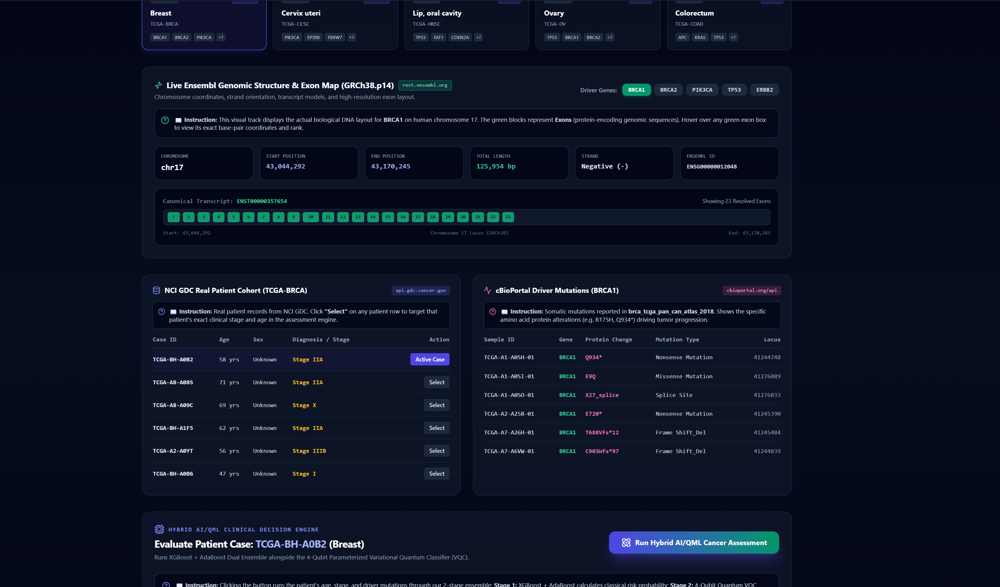 Breast
TCGA-BRCA
BRCA1 BRCA2 PIK3CA +2
Cervix uteri
TCGA-CESC
PIK3CA EP300 FBXW7 +2
Lip, oral cavity
TCGA-HNSC
TP53 FAT1 CDKN2A +2
Ovary
TCGA-OV
TP53 BRCA1 BRCA2 +2
Colorectum
TCGA-COAD
APC KRAS TP53 +2
Live Ensembl Genomic Structure & Exon Map (GRCh38.p14) rest.ensembl.org
Chromosome coordinates, strand orientation, transcript models, and high-resolution exon layout.
Driver Genes: BRCA1 BRCA2 PIK3CA TP53 ERBB2
📖 Instruction: This visual track displays the actual biological DNA layout for BRCA1 on human chromosome 17. The green blocks represent Exons (protein-encoding genomic sequences). Hover over any green exon box
to view its exact base-pair coordinates and rank.
CHROMOSOME
chr17
START POSITION
43,044,292
END POSITION
43,170,245
TOTAL LENGTH
125,954 bp
STRAND
Negative (-)
ENSEMBL ID
ENSG00000012048
Canonical Transcript: ENST00000357654
Showing 23 Resolved Exons
1 2 3 4 5 6 7 8 9 10 11 12 13 14 15 16 17 18 19 20 21 22 23
Start: 43,044,292
Chromosome 17 Locus (GRCh38)
End: 43,170,245
NCI GDC Real Patient Cohort (TCGA-BRCA) api.gdc.cancer.gov
📖 Instruction: Real patient records from NCI GDC. Click "Select" on any patient row to target that
patient's exact clinical stage and age in the assessment engine.
Case ID Age Sex Diagnosis / Stage Action
TCGA-BH-A0B2 58 yrs Unknown Stage IIA Active Case
TCGA-A8-A08S 71 yrs Unknown Stage IIA Select
TCGA-A8-A09C 69 yrs Unknown Stage X Select
TCGA-BH-A1F5 62 yrs Unknown Stage IIA Select
TCGA-A2-A0YT 56 yrs Unknown Stage IIIB Select
TCGA-BH-A0B6 47 yrs Unknown Stage I Select
cBioPortal Driver Mutations (BRCA1) cbioportal.org/api
📖 Instruction: Somatic mutations reported in brca_tcga_pan_can_atlas_2018. Shows the specific
amino acid protein alterations (e.g. R175H, Q934*) driving tumor progression.
Sample ID Gene Protein Change Mutation Type Locus
TCGA-A1-A0SH-01 BRCA1 Q934* Nonsense Mutation 41244748
TCGA-A1-A0SI-01 BRCA1 E9Q Missense Mutation 41276089
TCGA-A1-A0SO-01 BRCA1 X27_splice Splice Site 41276033
TCGA-A2-A25B-01 BRCA1 E720* Nonsense Mutation 41245390
TCGA-A7-A26H-01 BRCA1 T688Vfs*12 Frame Shift_Del 41245484
TCGA-A7-A6VW-01 BRCA1 C903Wfs*97 Frame Shift_Del 41244839
HYBRID AI/QML CLINICAL DECISION ENGINE
Evaluate Patient Case: TCGA-BH-A0B2 (Breast)
Runs XGBoost + AdaBoost Dual Ensemble alongside the 4-Qubit Parameterized Variational Quantum Classifier (VQC).
Run Hybrid AI/QML Cancer Assessment
📖 Instruction: Clicking the button runs the patient's age, stage, and driver mutations through our 2-stage ensemble: Stage 1: XGBoost + AdaBoost calculates classical risk probability; Stage 2: 4-Qubit Quantum VQC